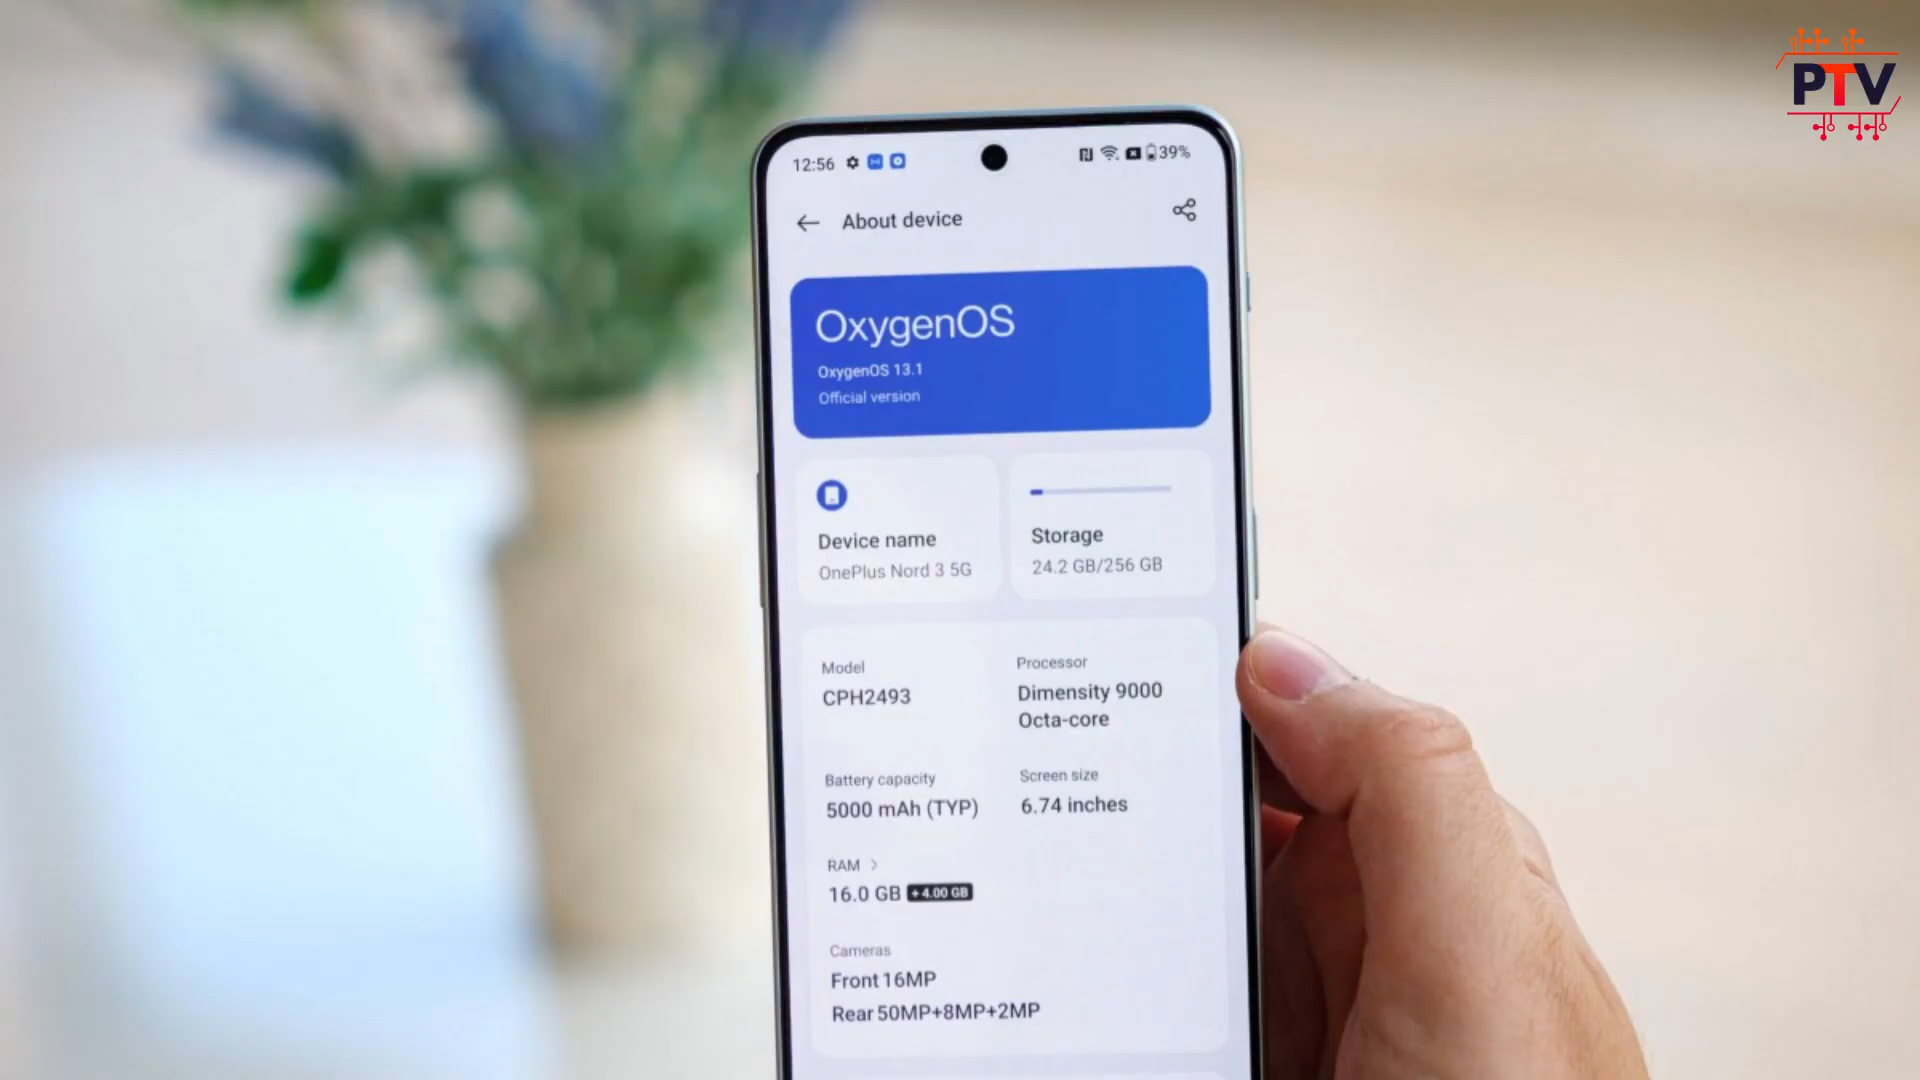 PTV
12:56 39%
About device
OxygenOS
OxygenOS 13.1
Official version
Device name
OnePlus Nord 3 5G
Storage
24.2 GB/256 GB
Model
CPH2493
Processor
Dimensity 9000
Octa-core
Battery capacity
5000 mAh (TYP)
Screen size
6.74 inches
RAM >
16.0 GB +4.00 GB
Cameras
Front 16MP
Rear 50MP+8MP+2MP